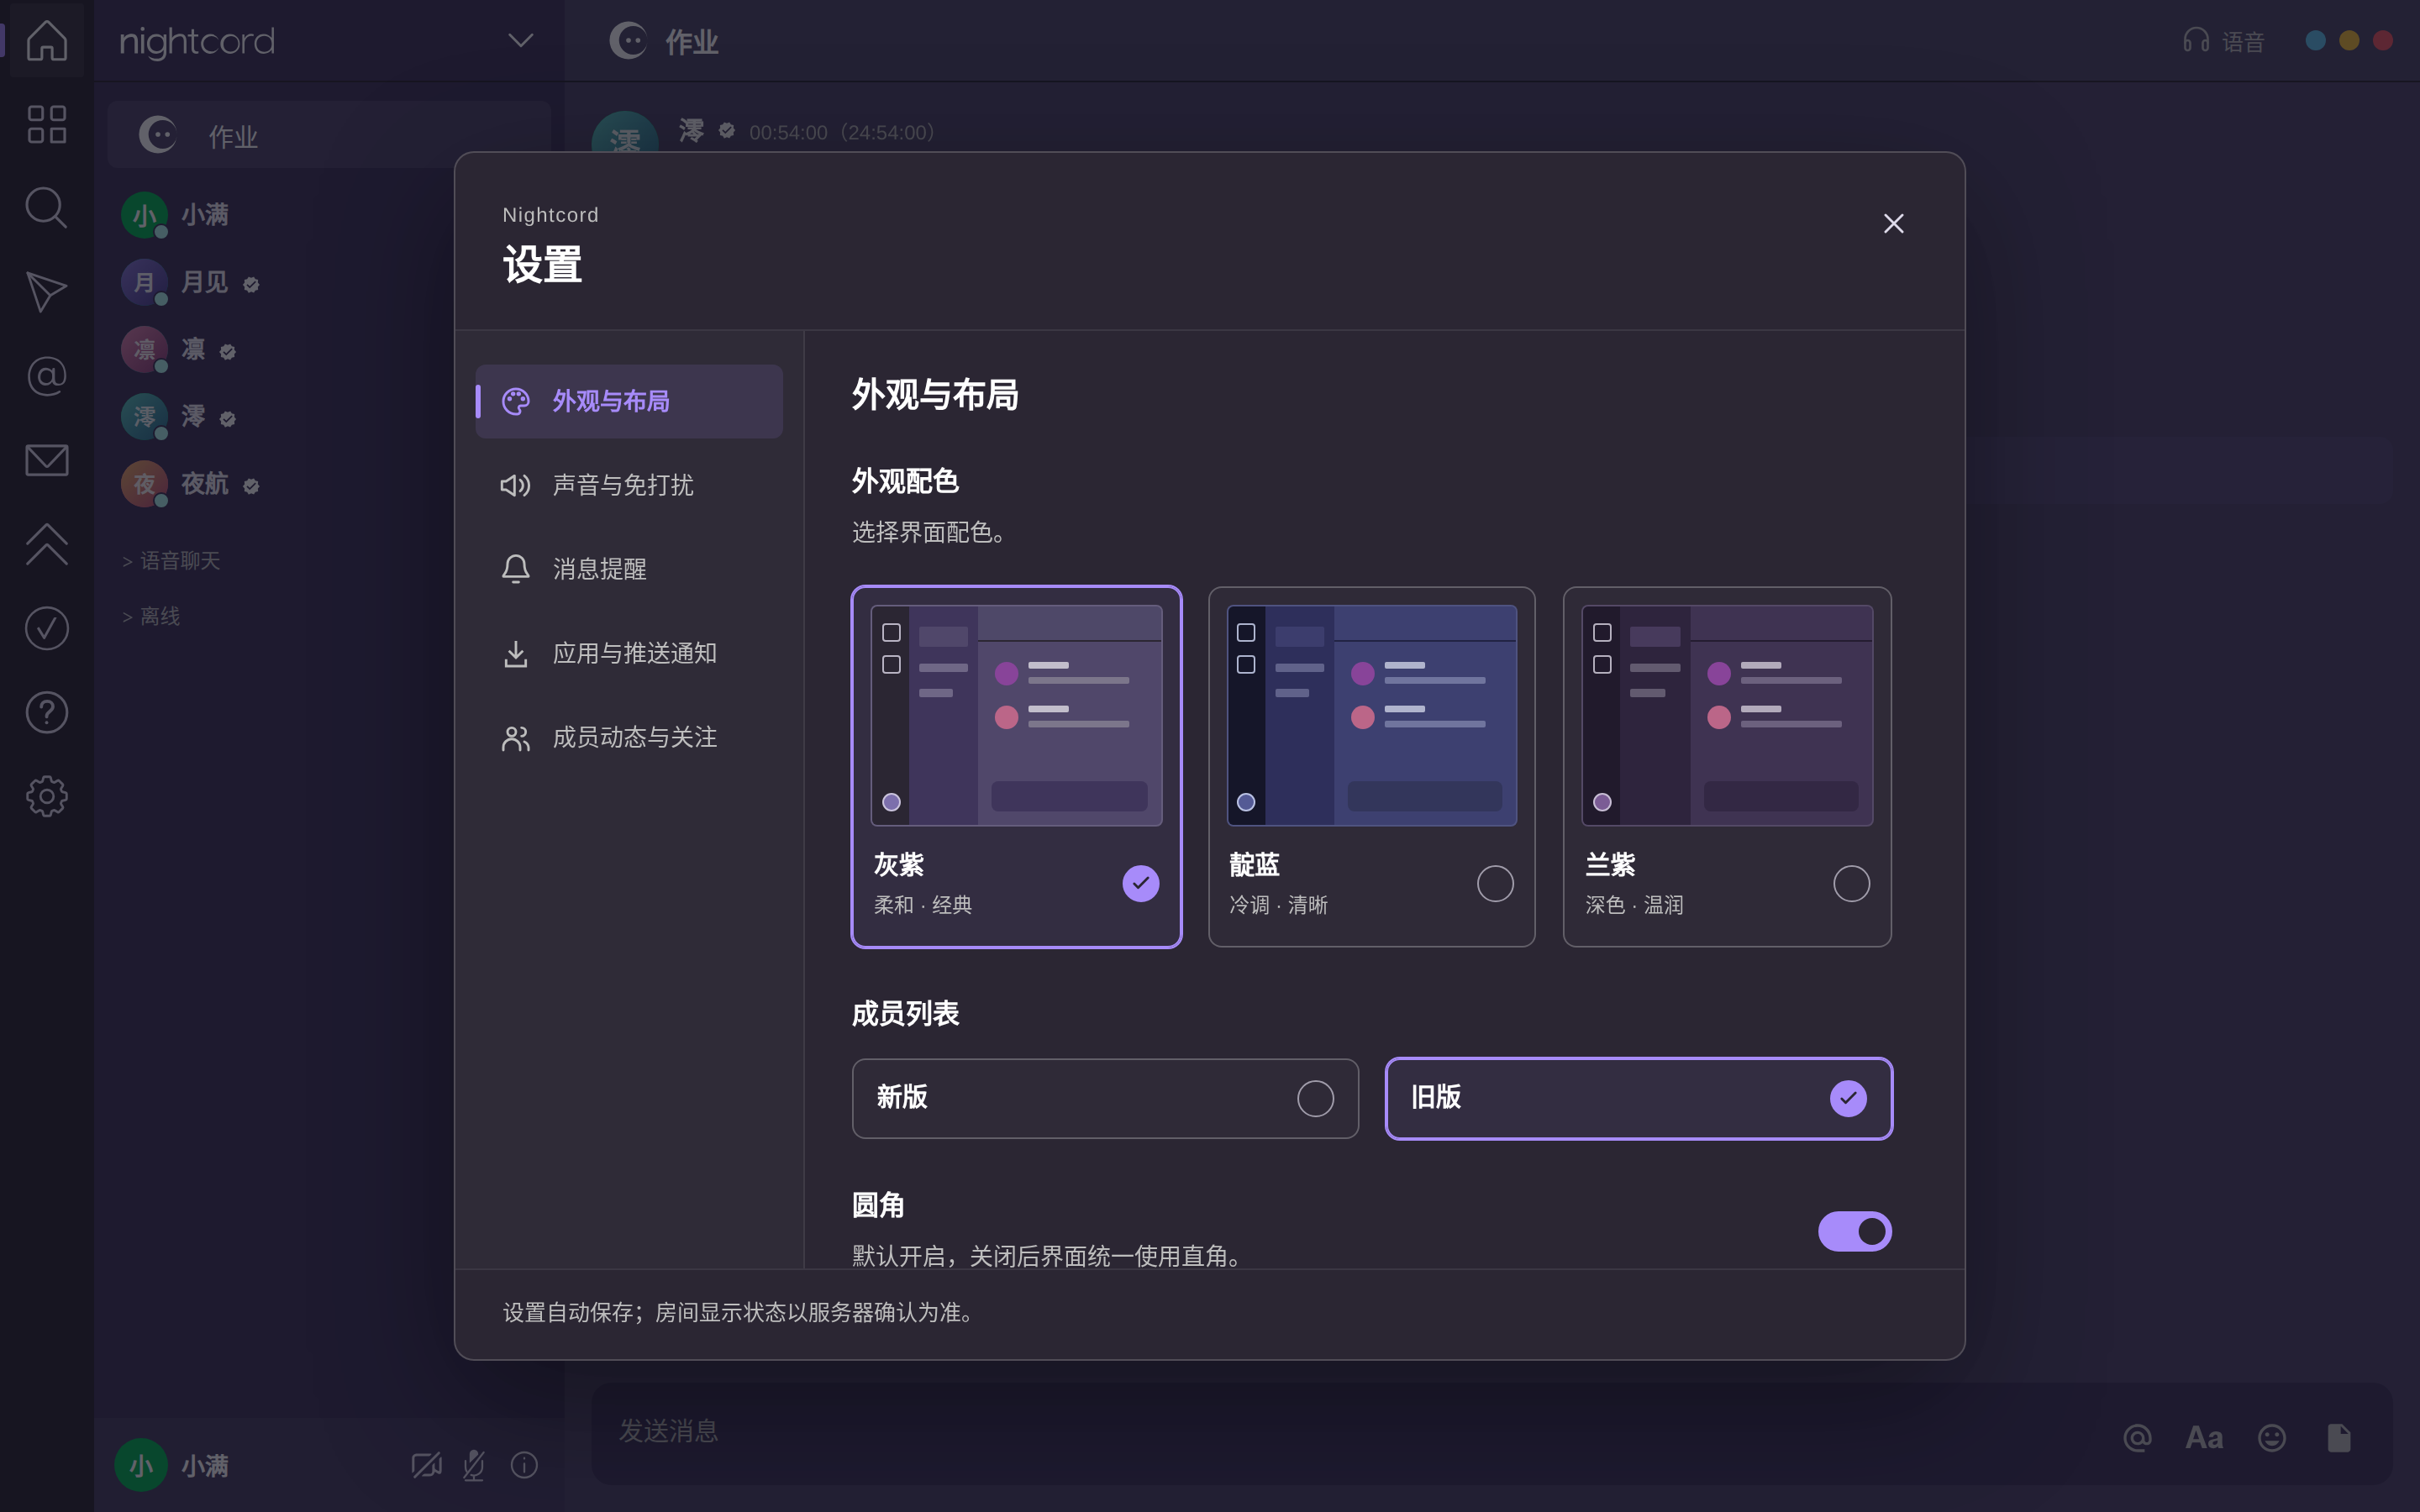 nightcord
作业
语音
作业
小 小满
月 月见
凛 凛
澪 澪
夜 夜航
> 语音聊天
> 离线
澪 澪 00:54:00（24:54:00）
Nightcord
设置
外观与布局
声音与免打扰
消息提醒
应用与推送通知
成员动态与关注
外观与布局
外观配色
选择界面配色。
灰紫
柔和 · 经典
靛蓝
冷调 · 清晰
兰紫
深色 · 温润
成员列表
新版
旧版
圆角
默认开启，关闭后界面统一使用直角。
设置自动保存；房间显示状态以服务器确认为准。
小 小满
发送消息
Aa